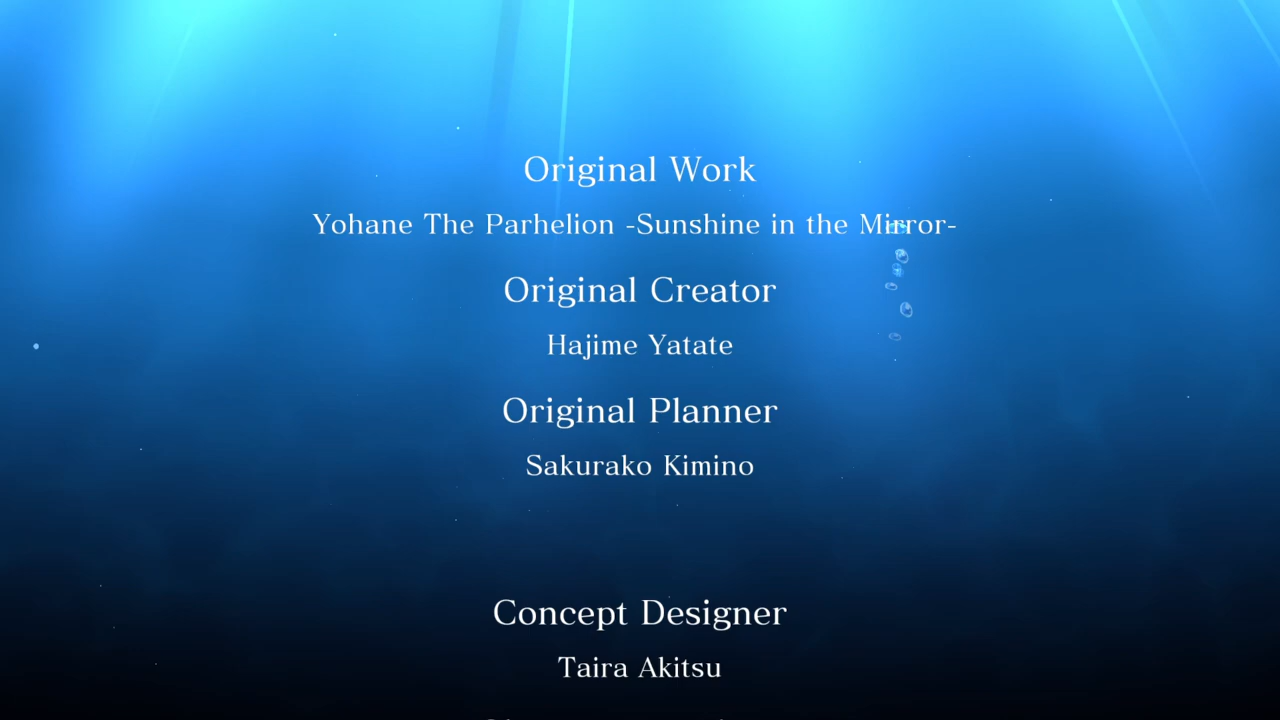 Original Work
Yohane The Parhelion -Sunshine in the Mirror-
Original Creator
Hajime Yatate
Original Planner
Sakurako Kimino
Concept Designer
Taira Akitsu